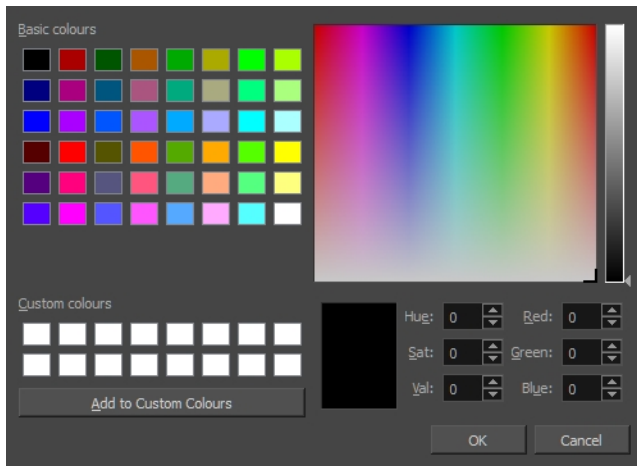 Basic colours
Custom colours
Add to Custom Colours
Hue: 0 Red: 0
Sat: 0 Green: 0
Val: 0 Blue: 0
OK Cancel